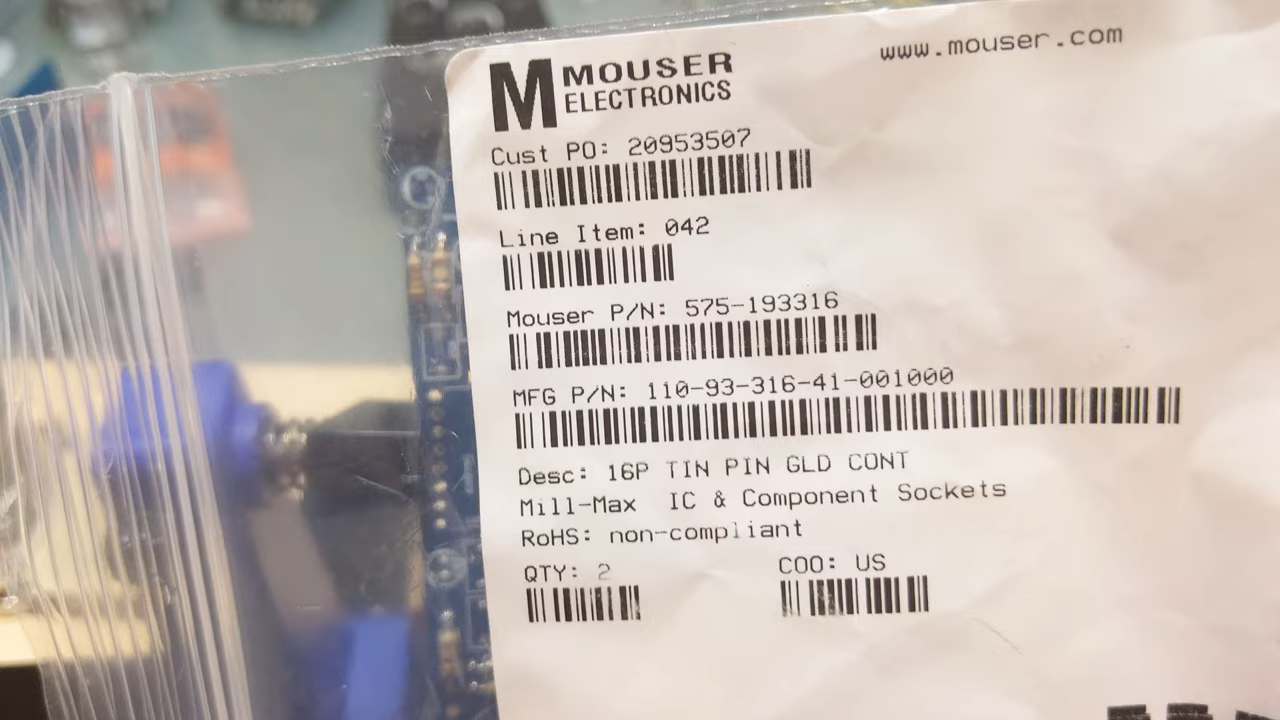 www.mouser.com
M MOUSER
ELECTRONICS
Cust PO: 20953507
Line Item: 042
Mouser P/N: 575-193316
MFG P/N: 110-93-316-41-001000
Desc: 16P TIN PIN GLD CONT
Mill-Max IC & Component Sockets
RoHS: non-compliant
QTY: 2 COO: US